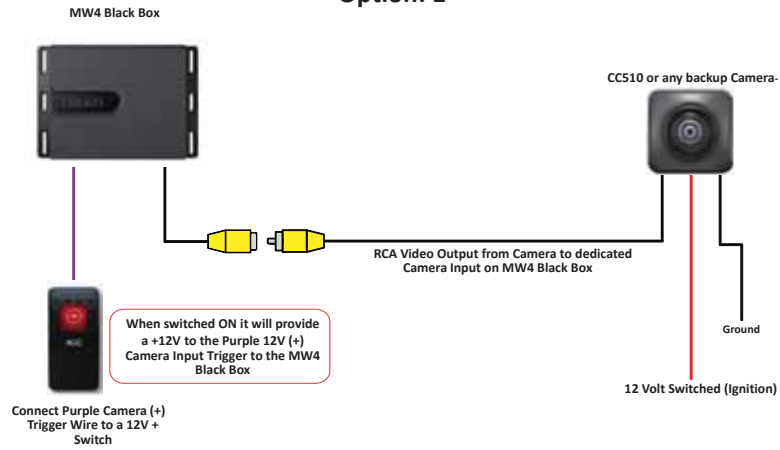 MW4 Black Box
CC510 or any backup Camera-
RCA Video Output from Camera to dedicated
Camera Input on MW4 Black Box
When switched ON it will provide
a +12V to the Purple 12V (+)
Camera Input Trigger to the MW4
Black Box
Ground
12 Volt Switched (Ignition)
Connect Purple Camera (+)
Trigger Wire to a 12V +
Switch